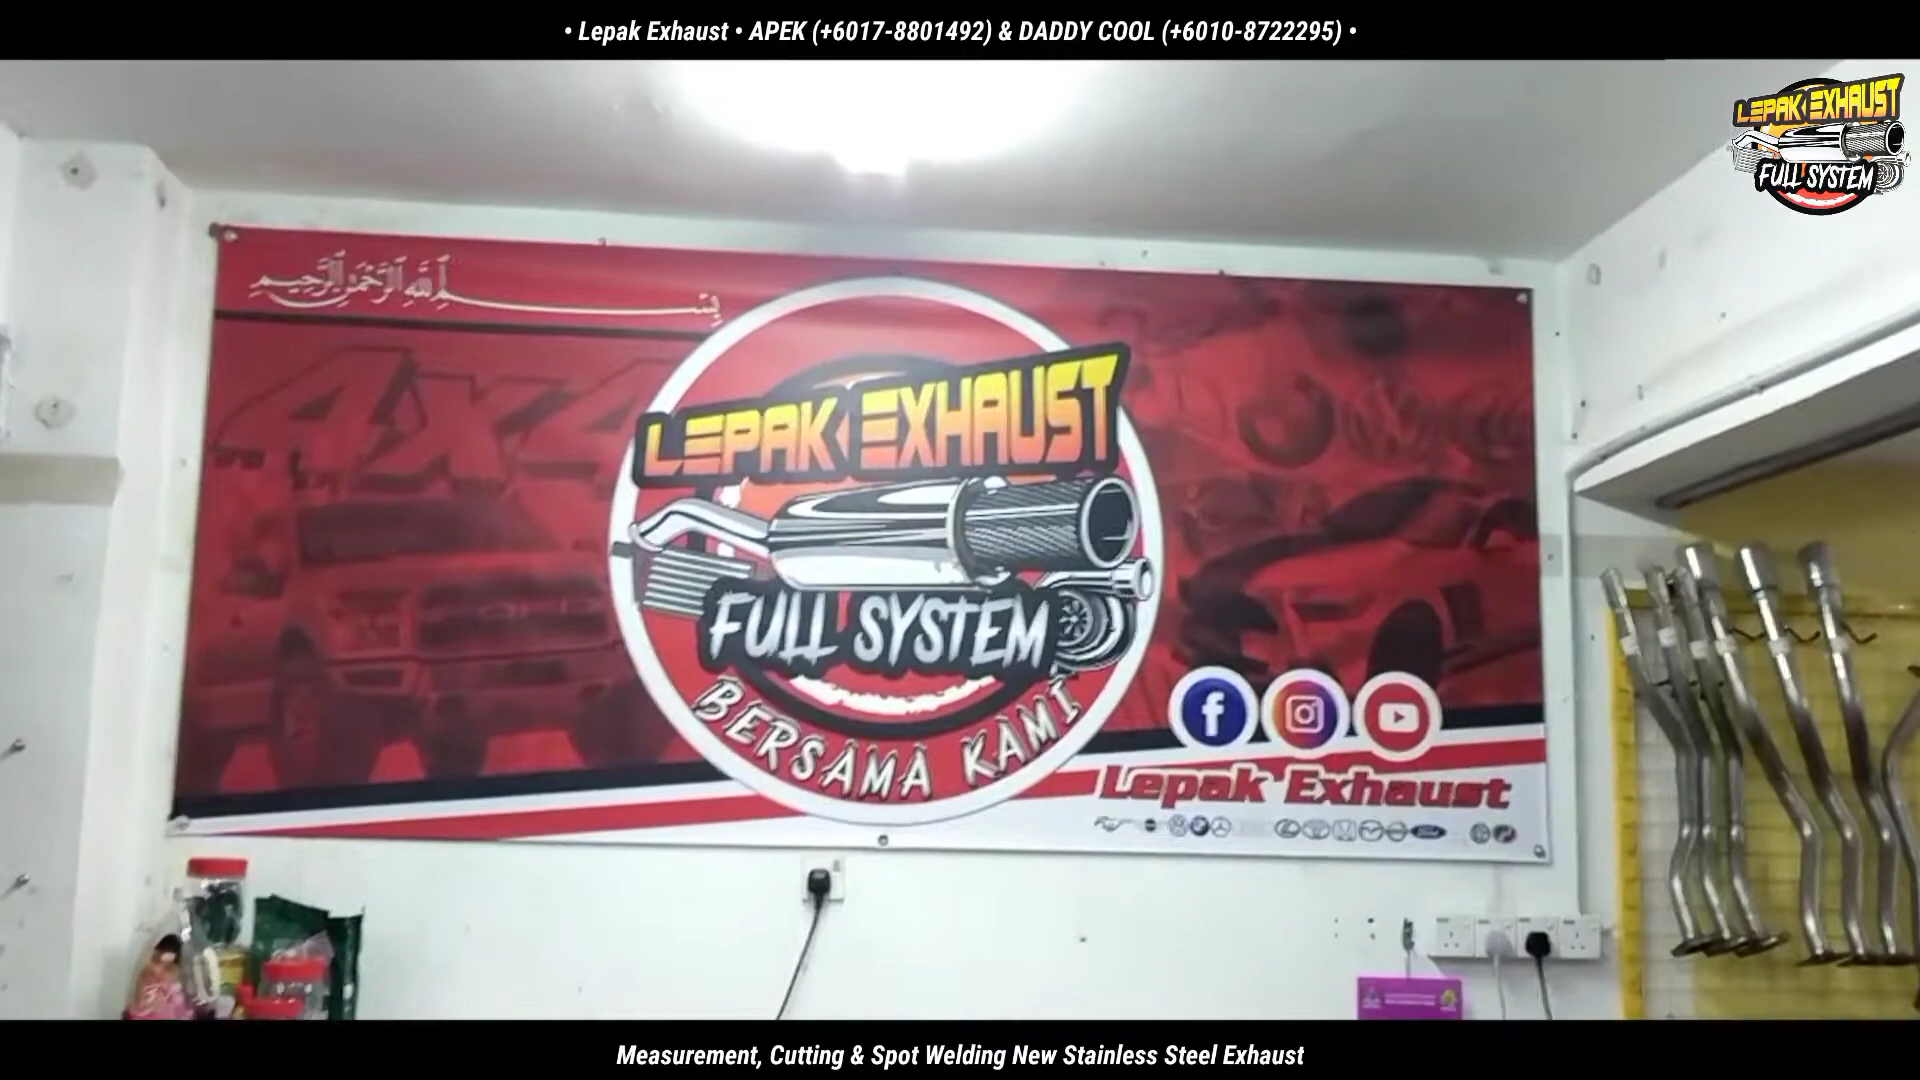 • Lepak Exhaust • APEK (+6017-8801492) & DADDY COOL (+6010-8722295) •
LEPAK EXHAUST
FULL SYSTEM
بسم الله الرحمن الرحيم
4x4
LEPAK EXHAUST
FULL SYSTEM
BERSAMA KAMI
Lepak Exhaust
Ford
Measurement, Cutting & Spot Welding New Stainless Steel Exhaust